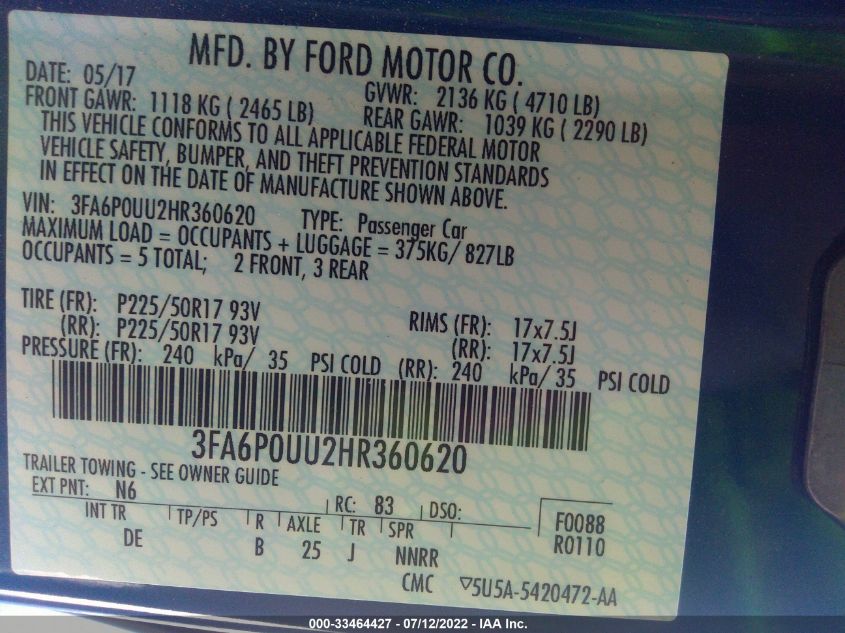 MFD. BY FORD MOTOR CO.
DATE: 05/17 GVWR: 2136 KG ( 4710 LB)
FRONT GAWR: 1118 KG ( 2465 LB) REAR GAWR: 1039 KG ( 2290 LB)
THIS VEHICLE CONFORMS TO ALL APPLICABLE FEDERAL MOTOR
VEHICLE SAFETY, BUMPER, AND THEFT PREVENTION STANDARDS
IN EFFECT ON THE DATE OF MANUFACTURE SHOWN ABOVE.
VIN: 3FA6P0UU2HR360620 TYPE: Passenger Car
MAXIMUM LOAD = OCCUPANTS + LUGGAGE = 375KG/ 827LB
OCCUPANTS = 5 TOTAL; 2 FRONT, 3 REAR
TIRE (FR): P225/50R17 93V RIMS (FR): 17x7.5J
(RR): P225/50R17 93V (RR): 17x7.5J
PRESSURE (FR): 240 kPa/ 35 PSI COLD (RR): 240 kPa/ 35 PSI COLD
3FA6P0UU2HR360620
TRAILER TOWING - SEE OWNER GUIDE
EXT PNT: N6 RC: 83 DSO: F0088
INT TR TP/PS R AXLE TR SPR R0110
DE B 25 J NNRR
CMC ▽5U5A-5420472-AA
000-33464427 - 07/12/2022 - IAA Inc.